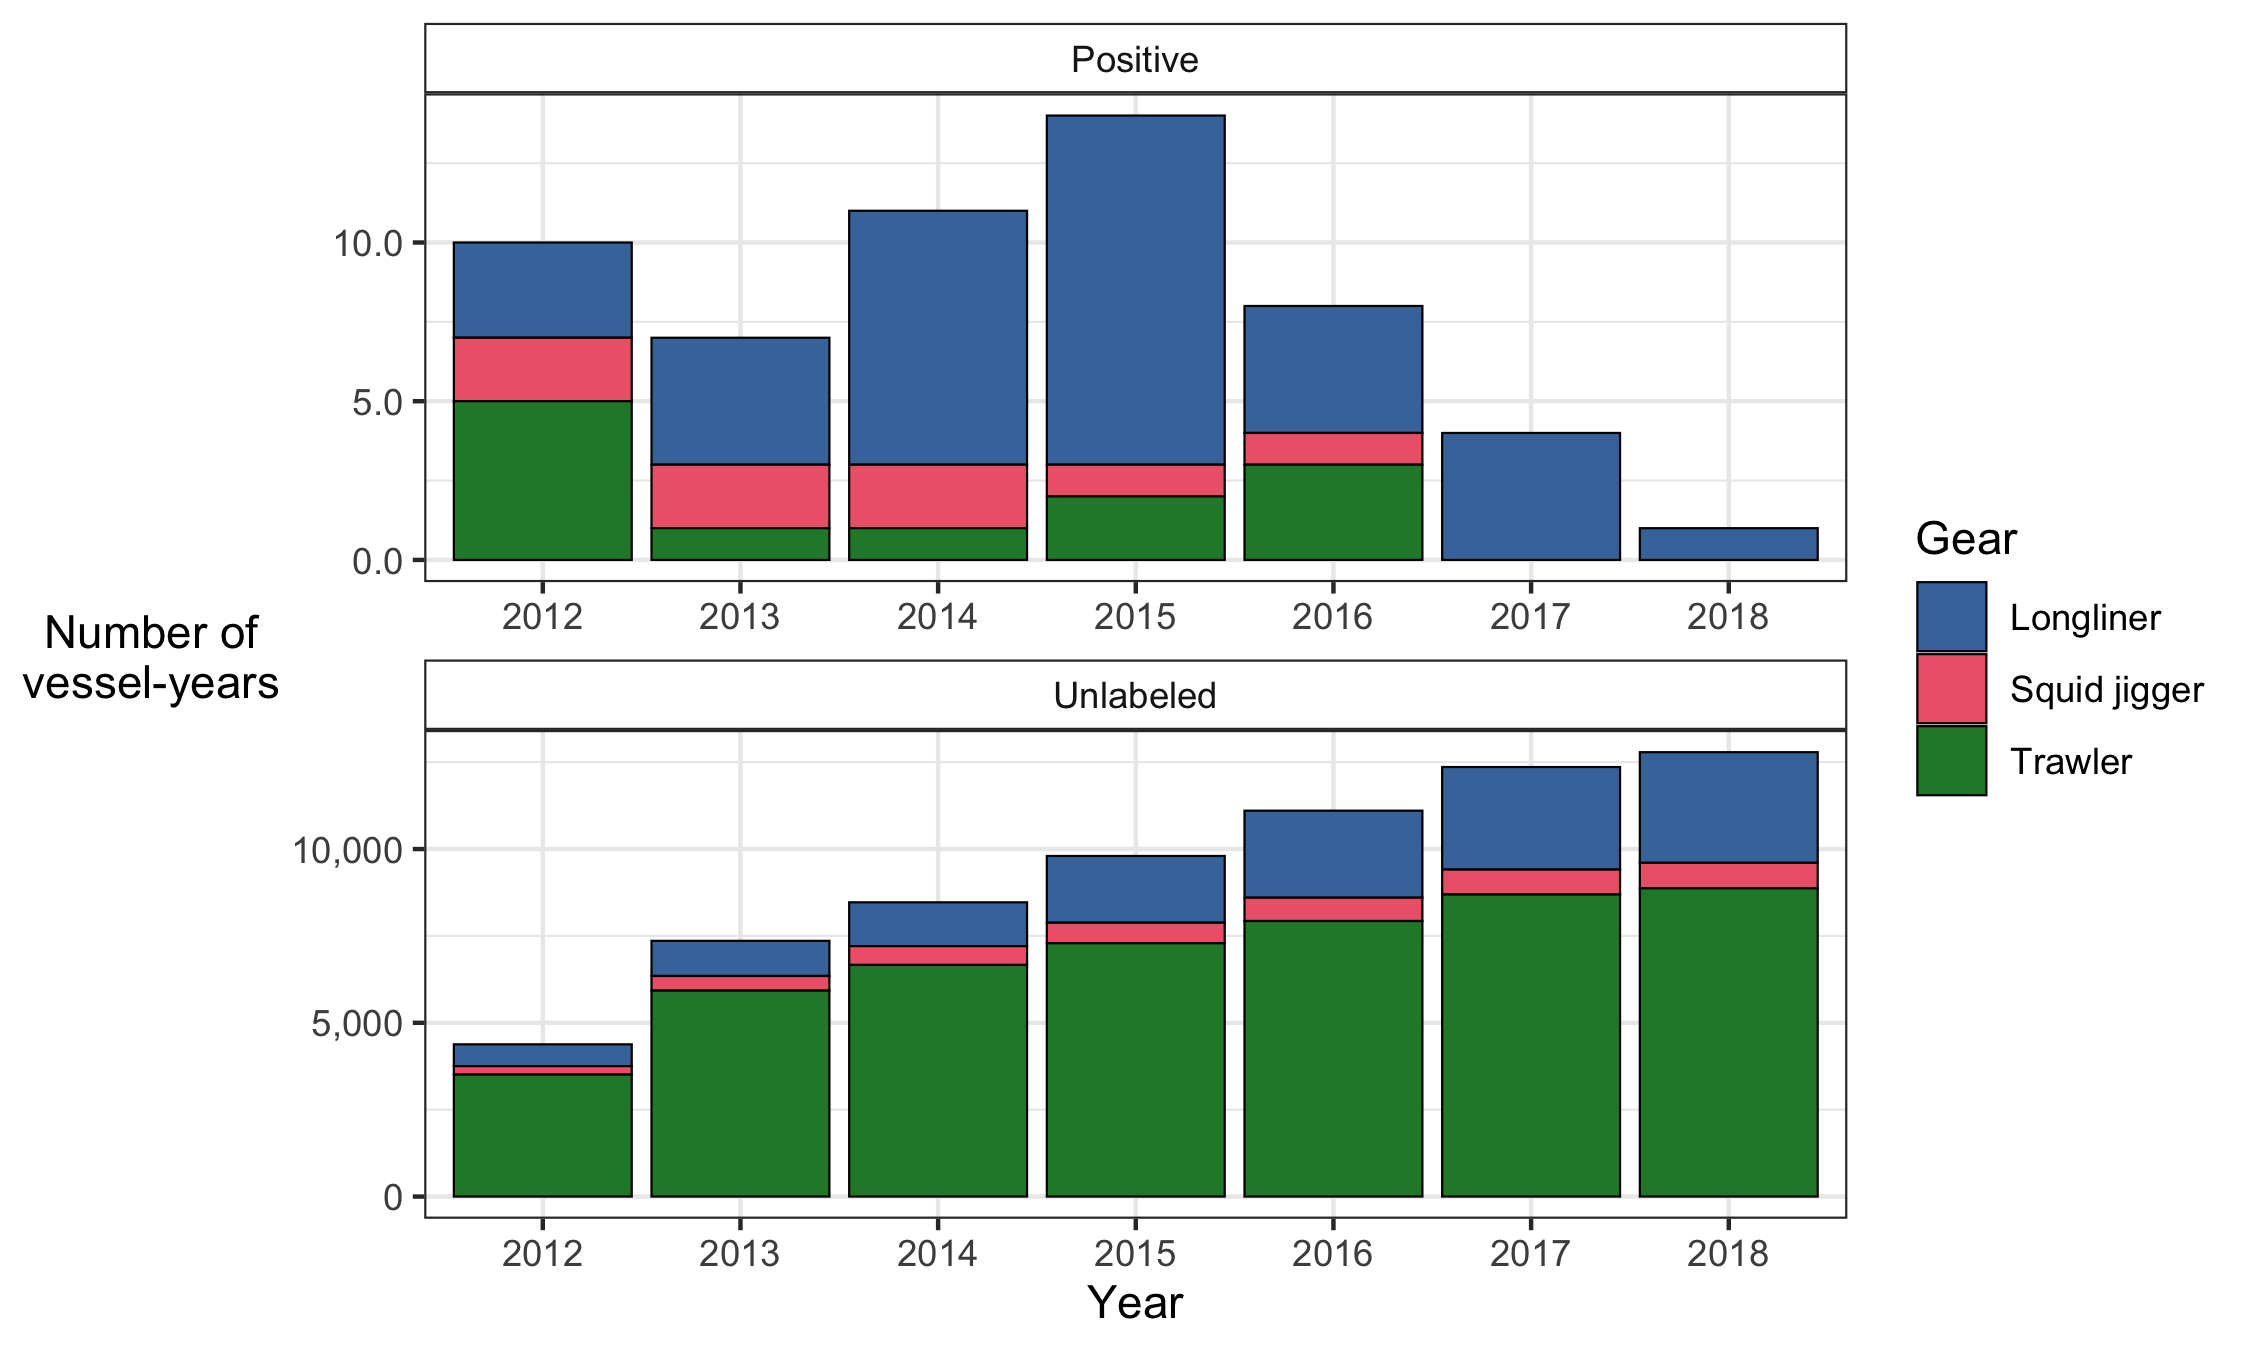 Positive
10.0
5.0
0.0
2012 2013 2014 2015 2016 2017 2018
Number of
vessel-years
Unlabeled
10,000
5,000
0
2012 2013 2014 2015 2016 2017 2018
Year
Gear
Longliner
Squid jigger
Trawler